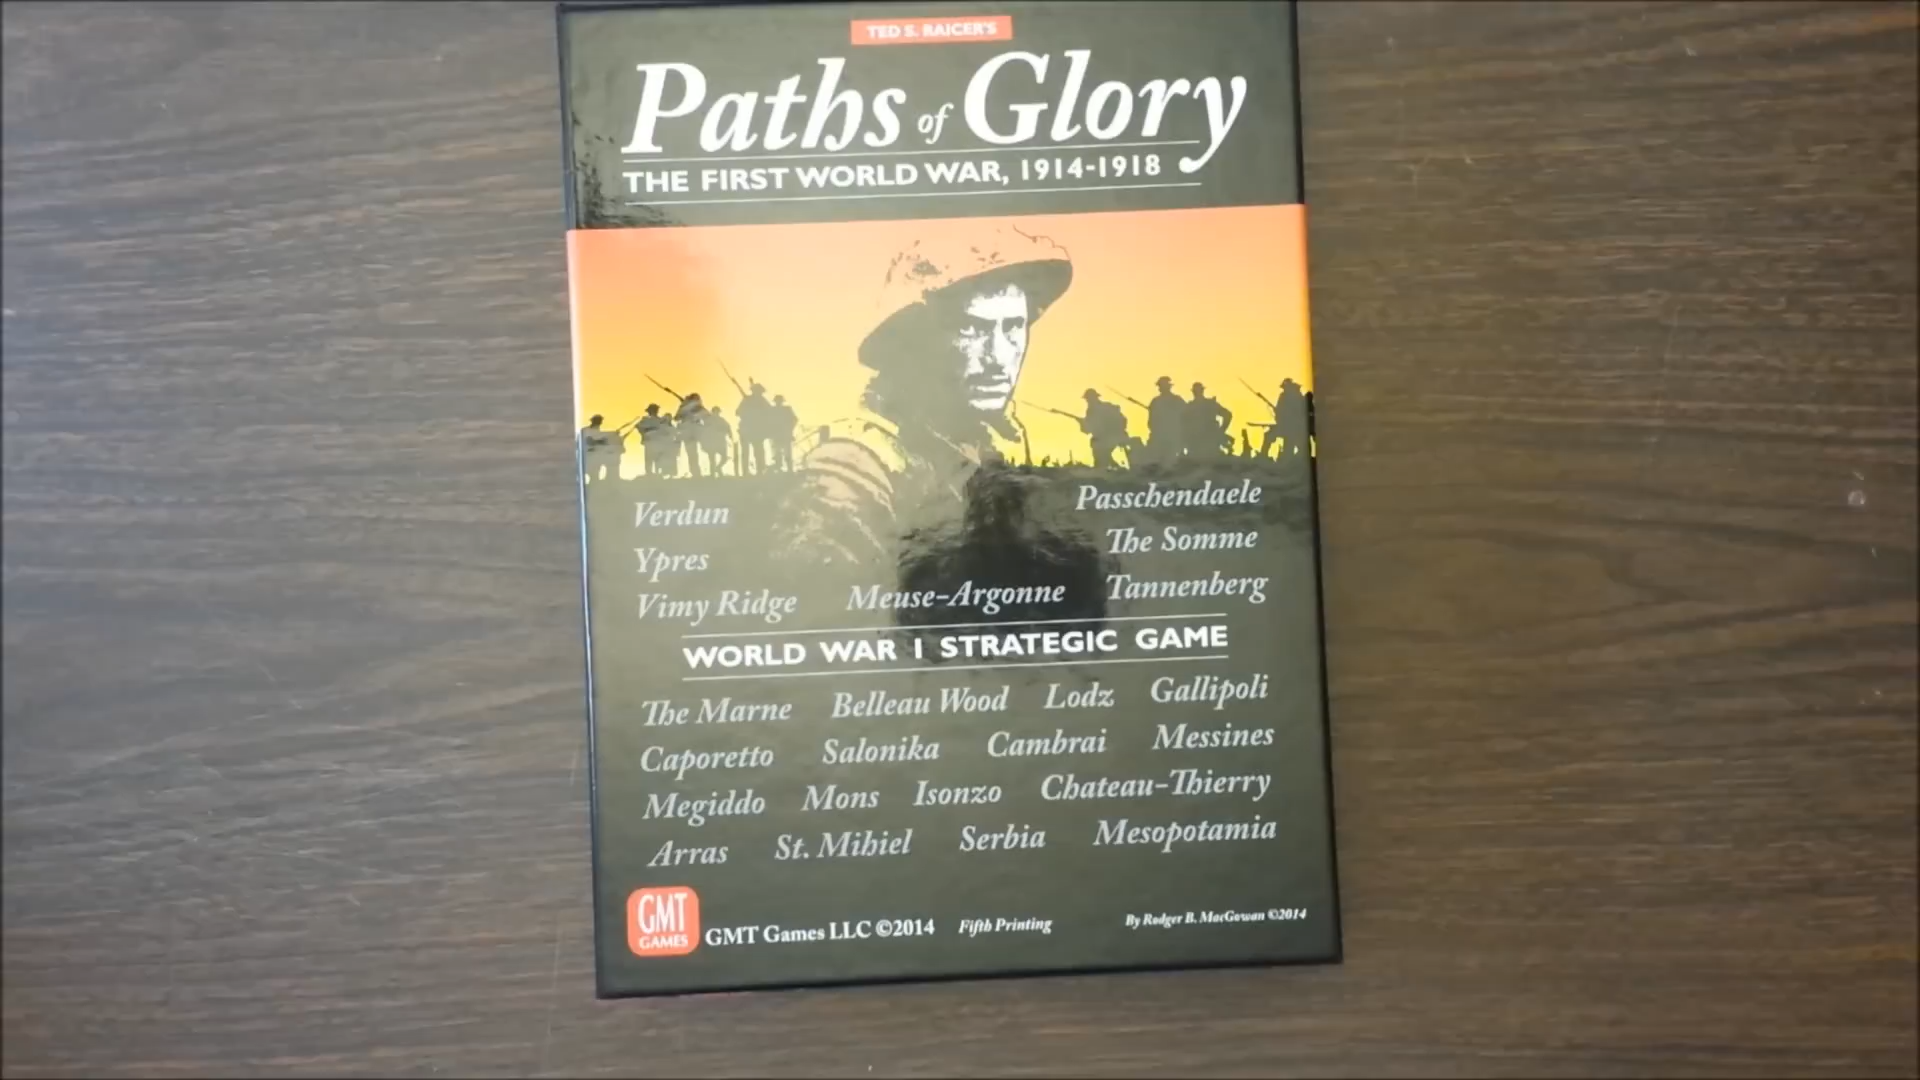 TED S. RAICER'S
Paths of Glory
THE FIRST WORLD WAR, 1914-1918
Verdun Passchendaele
Ypres The Somme
Vimy Ridge Meuse-Argonne Tannenberg
WORLD WAR I STRATEGIC GAME
The Marne Belleau Wood Lodz Gallipoli
Caporetto Salonika Cambrai Messines
Megiddo Mons Isonzo Chateau-Thierry
Arras St. Mihiel Serbia Mesopotamia
GMT
GAMES
GMT Games LLC ©2014 Fifth Printing By Rodger B. MacGowan ©2014